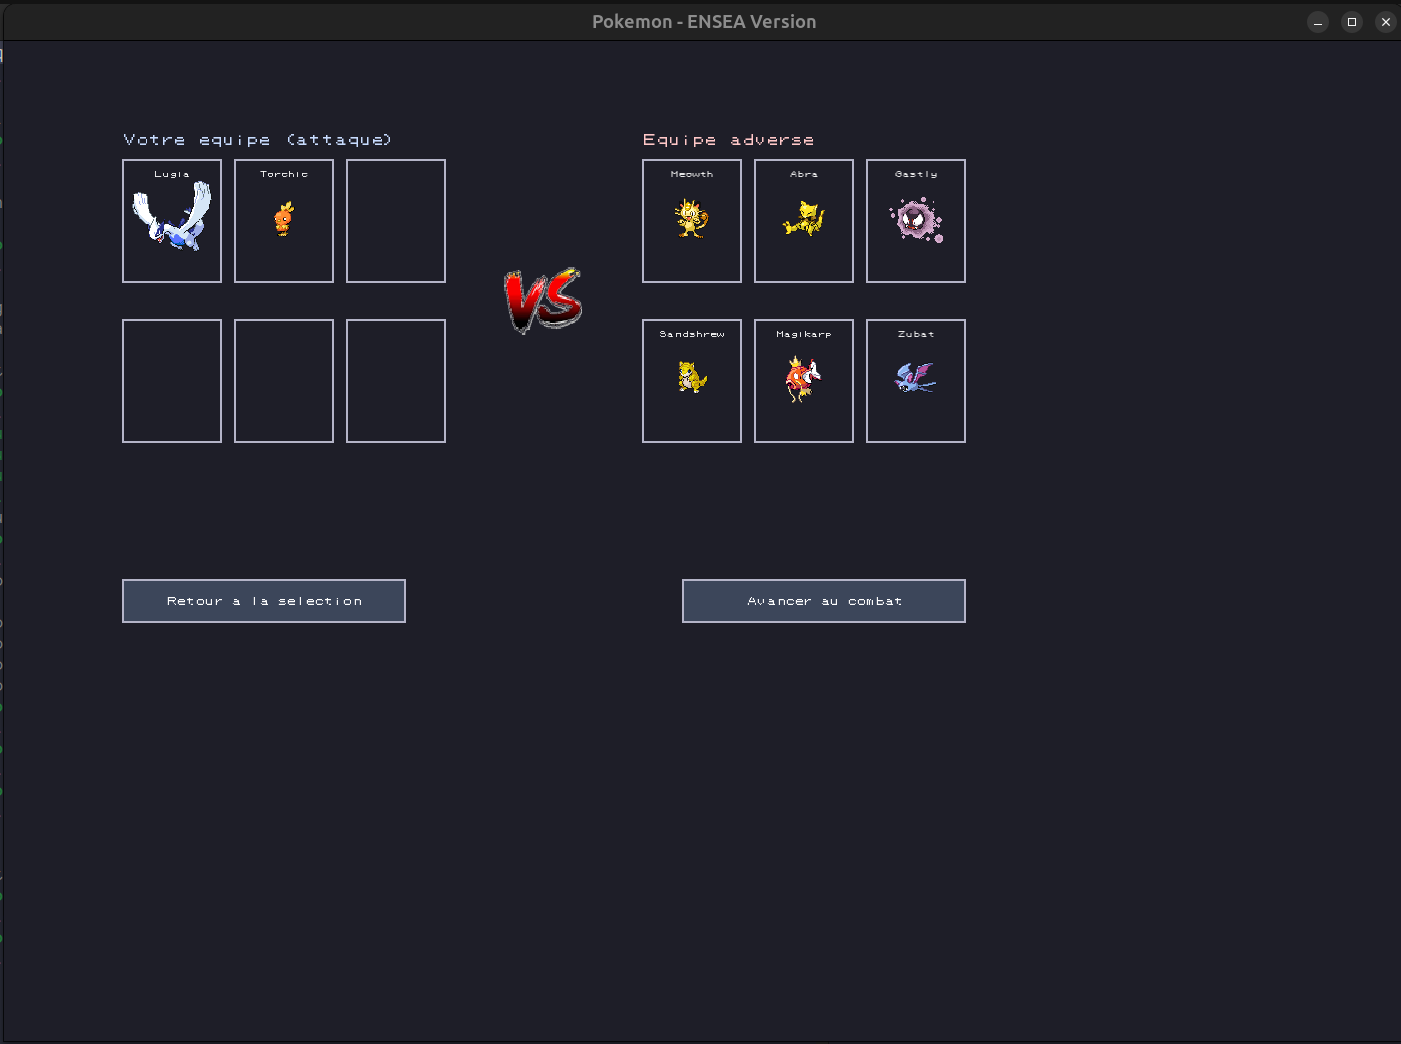 Pokemon - ENSEA Version
Votre equipe (attaque)
Lugia
Torchic
Equipe adverse
Meowth
Abra
Gastly
VS
Sandshrew
Magikarp
Zubat
Retour a la selection
Avancer au combat